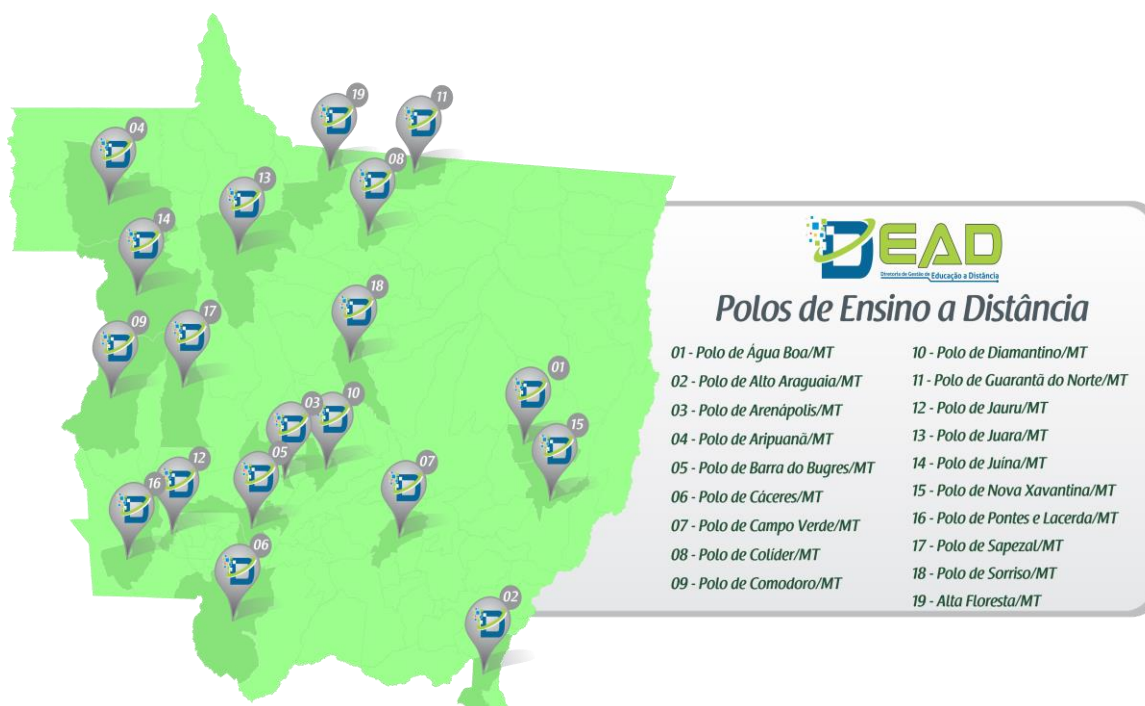 19
11
04
08
13
14
18
17
09
01
03
10
15
05
07
12
16
06
02
DEAD
Diretoria de Gestão de Educação a Distância
Polos de Ensino a Distância
01 - Polo de Água Boa/MT
02 - Polo de Alto Araguaia/MT
03 - Polo de Arenápolis/MT
04 - Polo de Aripuanã/MT
05 - Polo de Barra do Bugres/MT
06 - Polo de Cáceres/MT
07 - Polo de Campo Verde/MT
08 - Polo de Colíder/MT
09 - Polo de Comodoro/MT
10 - Polo de Diamantino/MT
11 - Polo de Guarantã do Norte/MT
12 - Polo de Jauru/MT
13 - Polo de Juara/MT
14 - Polo de Juína/MT
15 - Polo de Nova Xavantina/MT
16 - Polo de Pontes e Lacerda/MT
17 - Polo de Sapezal/MT
18 - Polo de Sorriso/MT
19 - Alta Floresta/MT